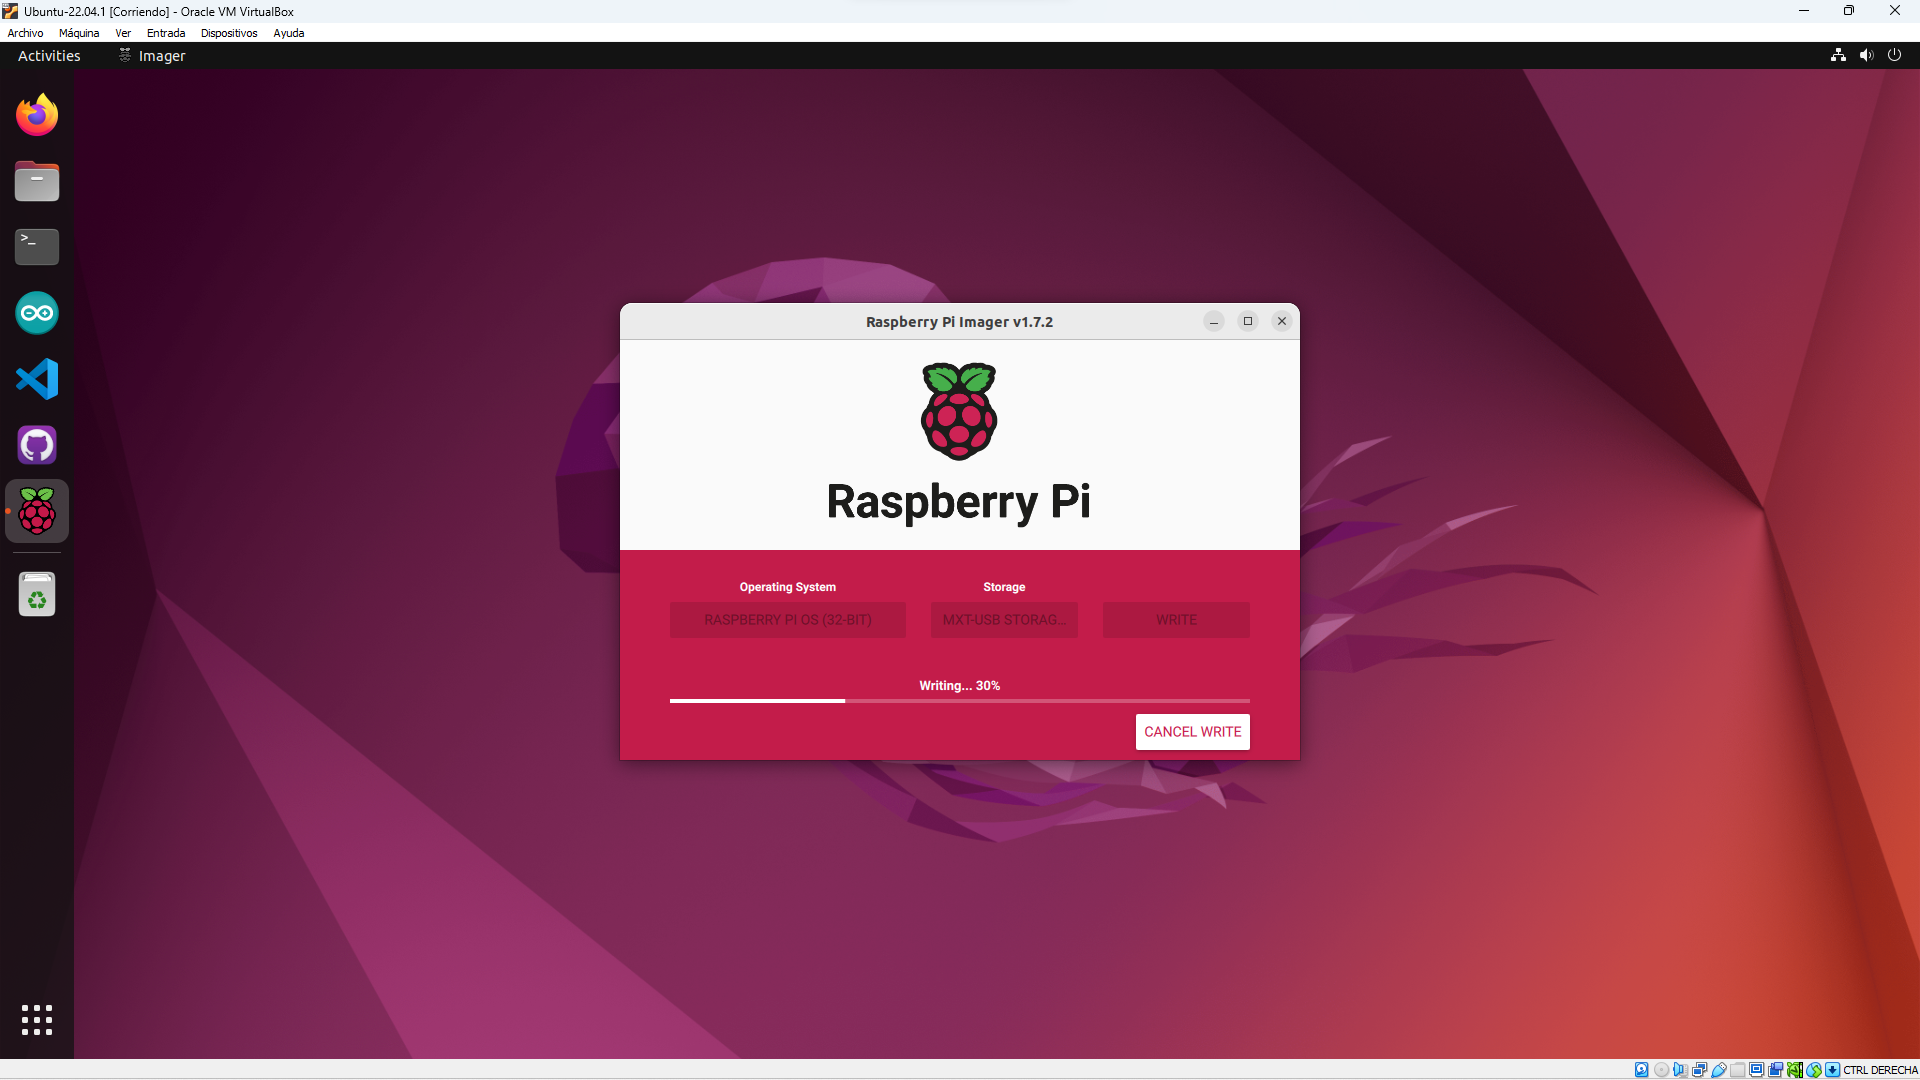 Ubuntu-22.04.1 [Corriendo] - Oracle VM VirtualBox
Archivo Máquina Ver Entrada Dispositivos Ayuda
Activities Imager
Raspberry Pi Imager v1.7.2
Raspberry Pi
Operating System Storage
RASPBERRY PI OS (32-BIT) MXT-USB STORAG... WRITE
Writing... 30%
CANCEL WRITE
CTRL DERECHA